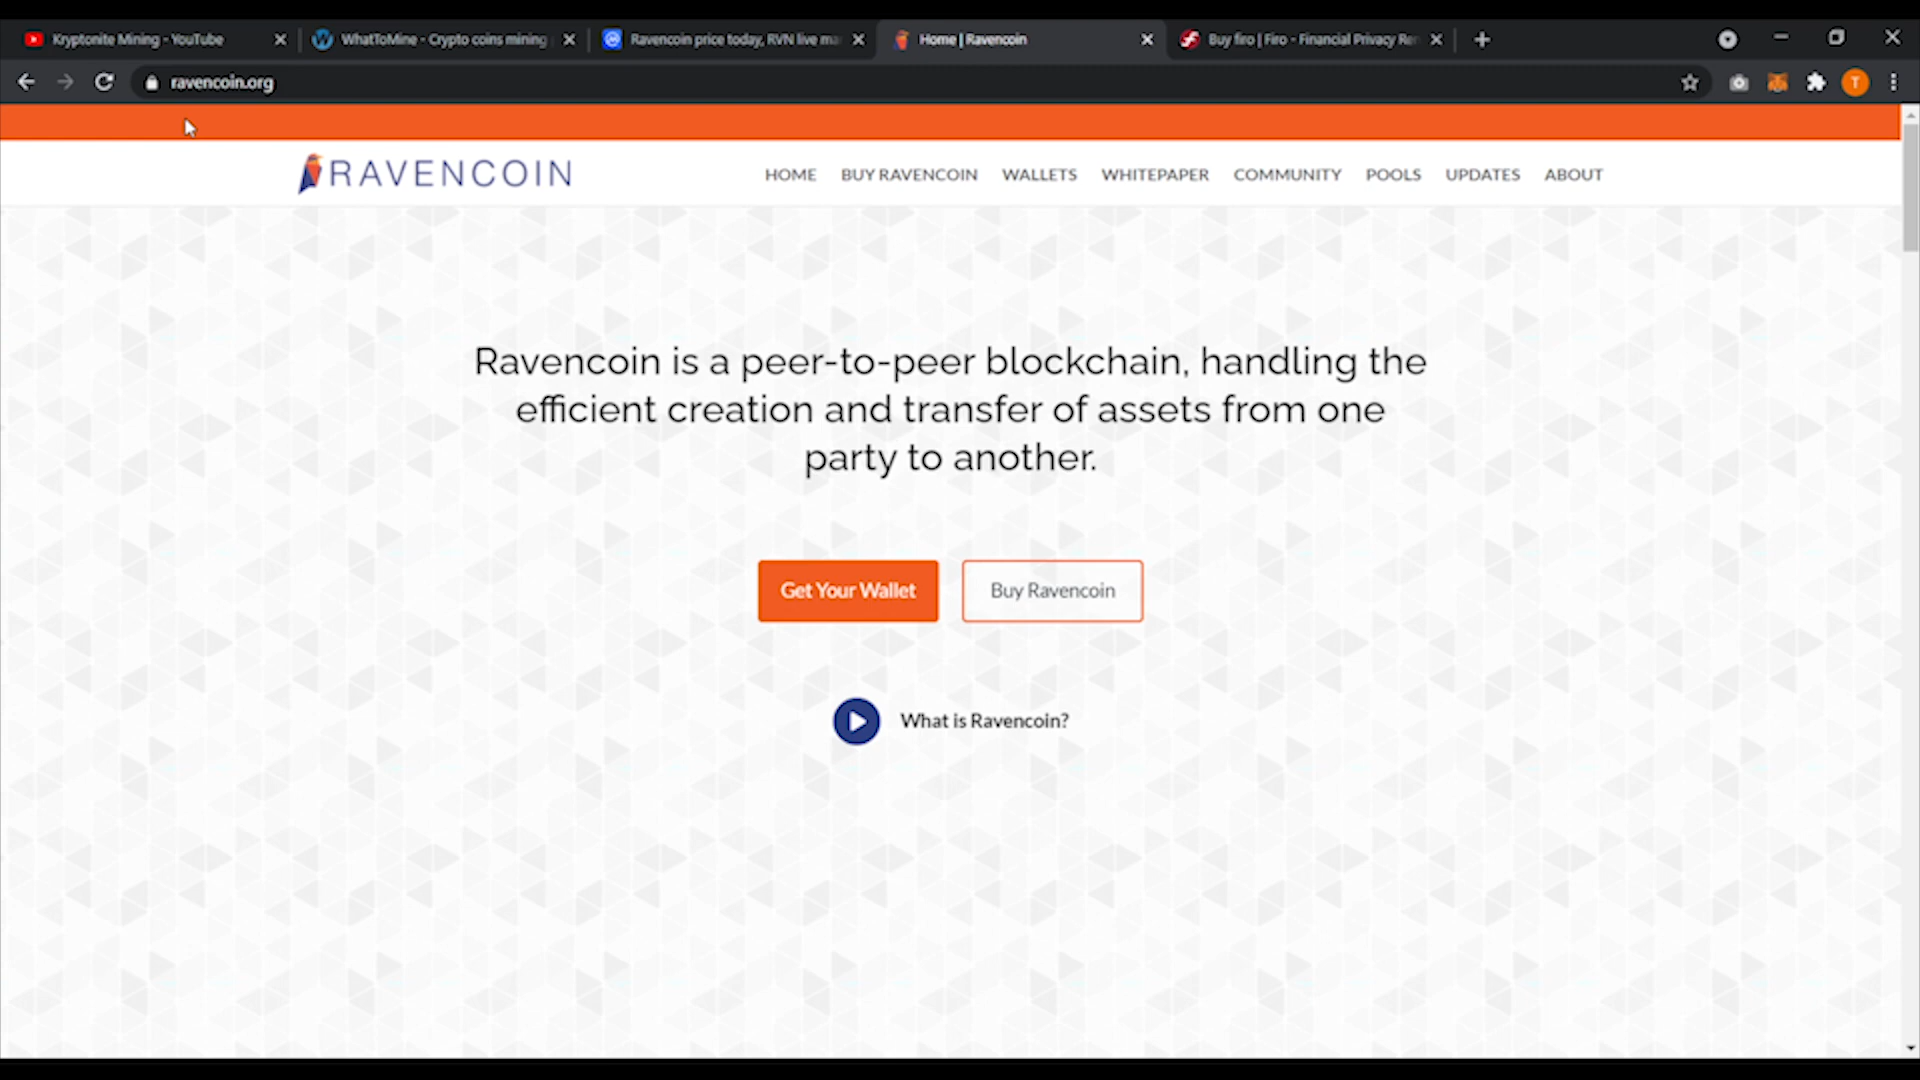 Kryptonite Mining - YouTube
WhatToMine - Crypto coins mining
Ravencoin price today, RVN live ma
Home | Ravencoin
Buy firo | Firo - Financial Privacy Re
ravencoin.org
T
RAVENCOIN
HOME
BUY RAVENCOIN
WALLETS
WHITEPAPER
COMMUNITY
POOLS
UPDATES
ABOUT
Ravencoin is a peer-to-peer blockchain, handling the
efficient creation and transfer of assets from one
party to another.
Get Your Wallet
Buy Ravencoin
What is Ravencoin?